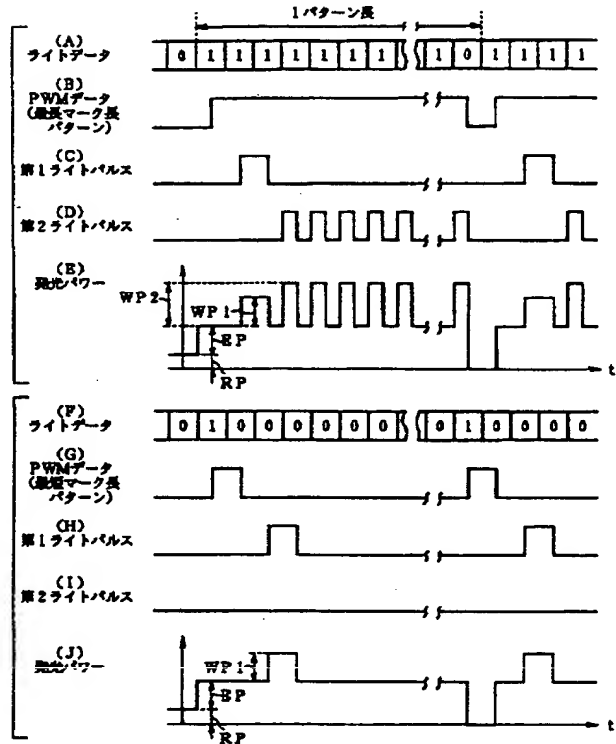 1パターン長
(A)
ライトデータ
0 1 1 1 1 1 1 1 1 0 1 1 1 1
(B)
PWMデータ
(最長マーク長
パターン)
(C)
第1ライトパルス
(D)
第2ライトパルス
(E)
発光パワー
WP2
WP1
EP
RP
t
(F)
ライトデータ
0 1 0 0 0 0 0 0 0 1 0 0 0 0
(G)
PWMデータ
(最短マーク長
パターン)
(H)
第1ライトパルス
(I)
第2ライトパルス
(J)
発光パワー
WP1
EP
RP
t